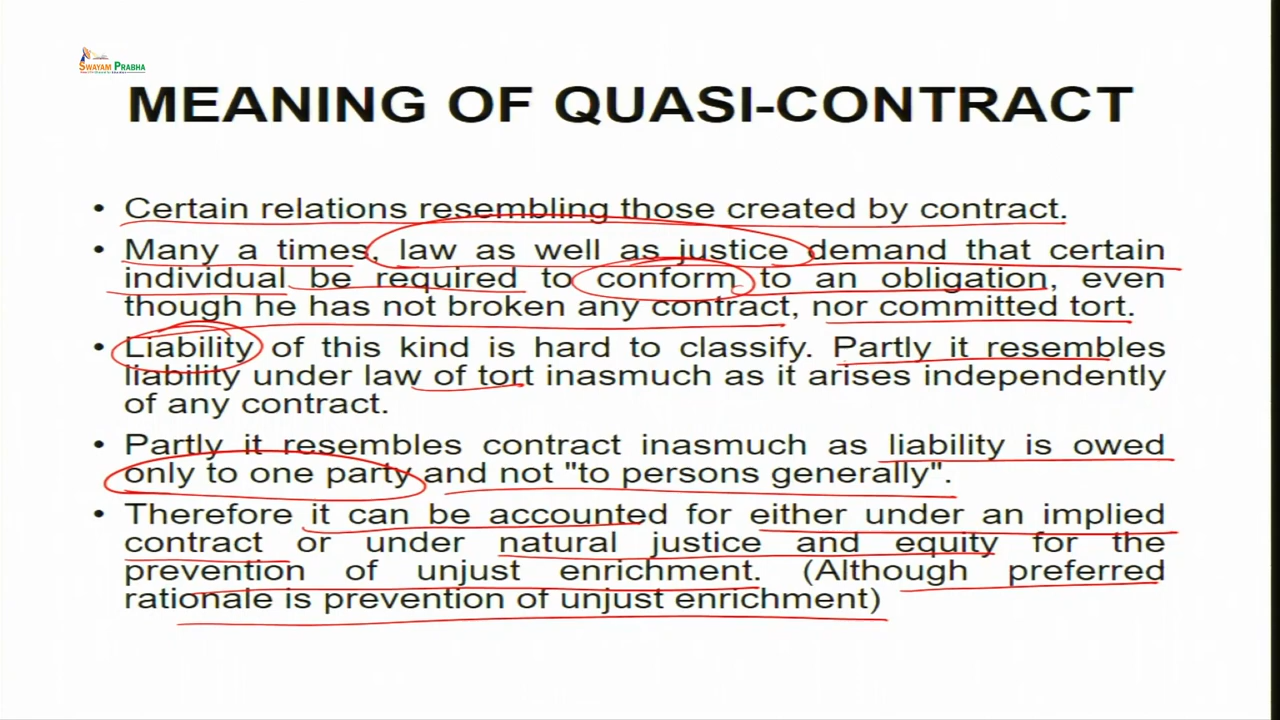 SWAYAM PRABHA
MEANING OF QUASI-CONTRACT
• Certain relations resembling those created by contract.
• Many a times, law as well as justice demand that certain
individual be required to conform to an obligation, even
though he has not broken any contract, nor committed tort.
• Liability of this kind is hard to classify. Partly it resembles
liability under law of tort inasmuch as it arises independently
of any contract.
• Partly it resembles contract inasmuch as liability is owed
only to one party and not "to persons generally".
• Therefore it can be accounted for either under an implied
contract or under natural justice and equity for the
prevention of unjust enrichment. (Although preferred
rationale is prevention of unjust enrichment)